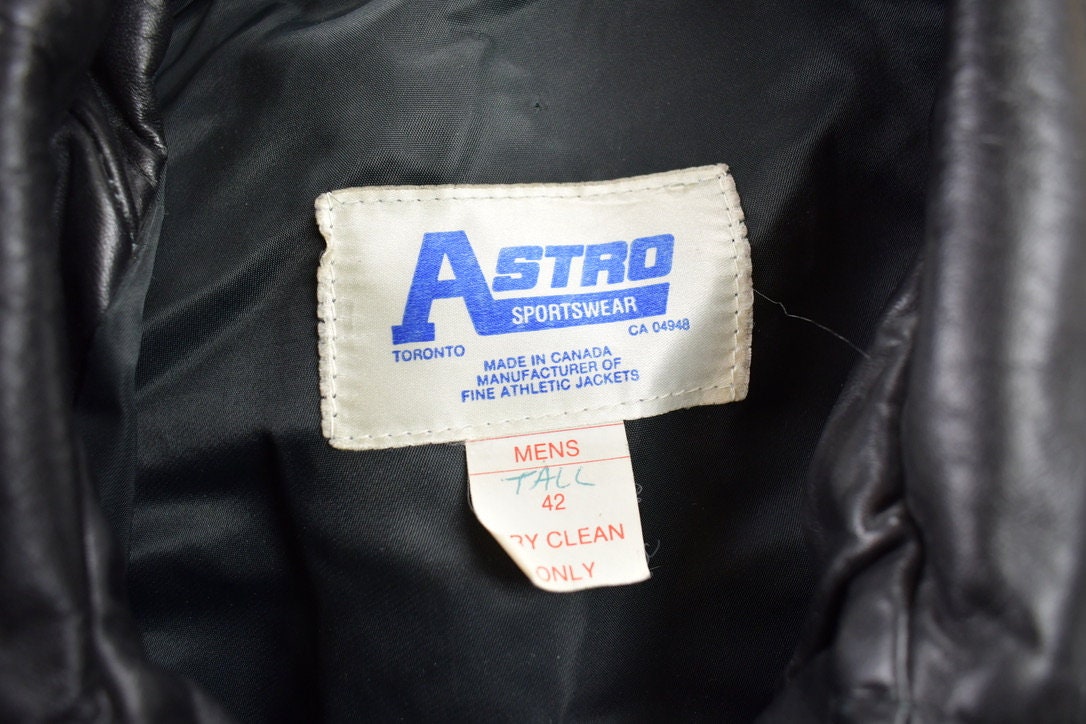 ASTRO
SPORTSWEAR
TORONTO
CA 04948
MADE IN CANADA
MANUFACTURER OF
FINE ATHLETIC JACKETS
MENS
TALL
42
RY CLEAN
ONLY